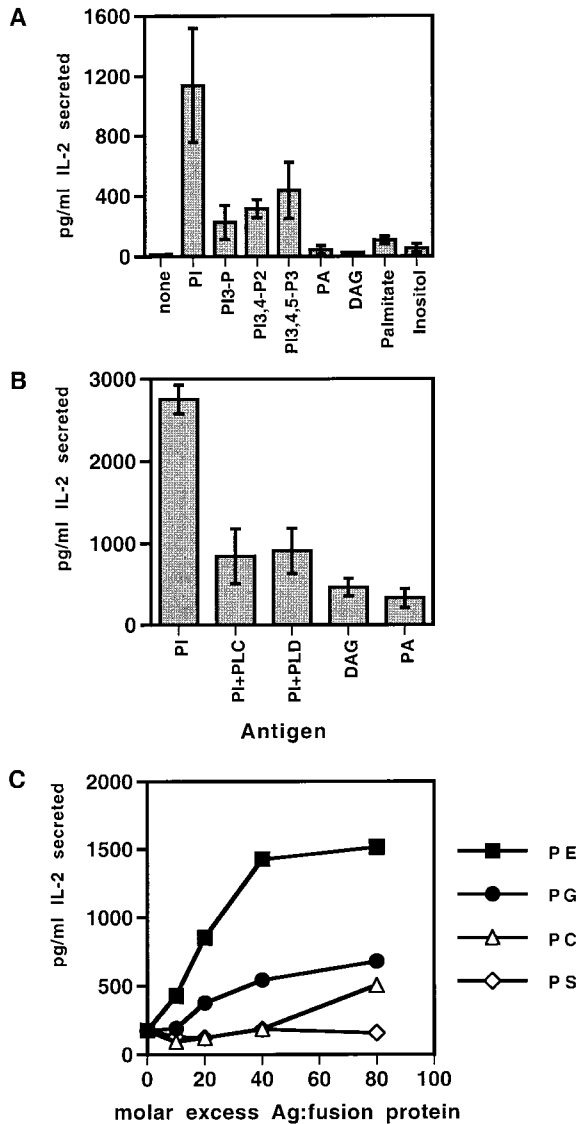 A
pg/ml IL-2 secreted
1600
1200
800
400
0
none
PI
PI3-P
PI3,4-P2
PI3,4,5-P3
PA
DAG
Palmitate
Inositol
B
pg/ml IL-2 secreted
3000
2000
1000
0
PI
PI+PLC
PI+PLD
DAG
PA
Antigen
C
pg/ml IL-2 secreted
2000
1500
1000
500
0
0 20 40 60 80 100
molar excess Ag:fusion protein
PE
PG
PC
PS